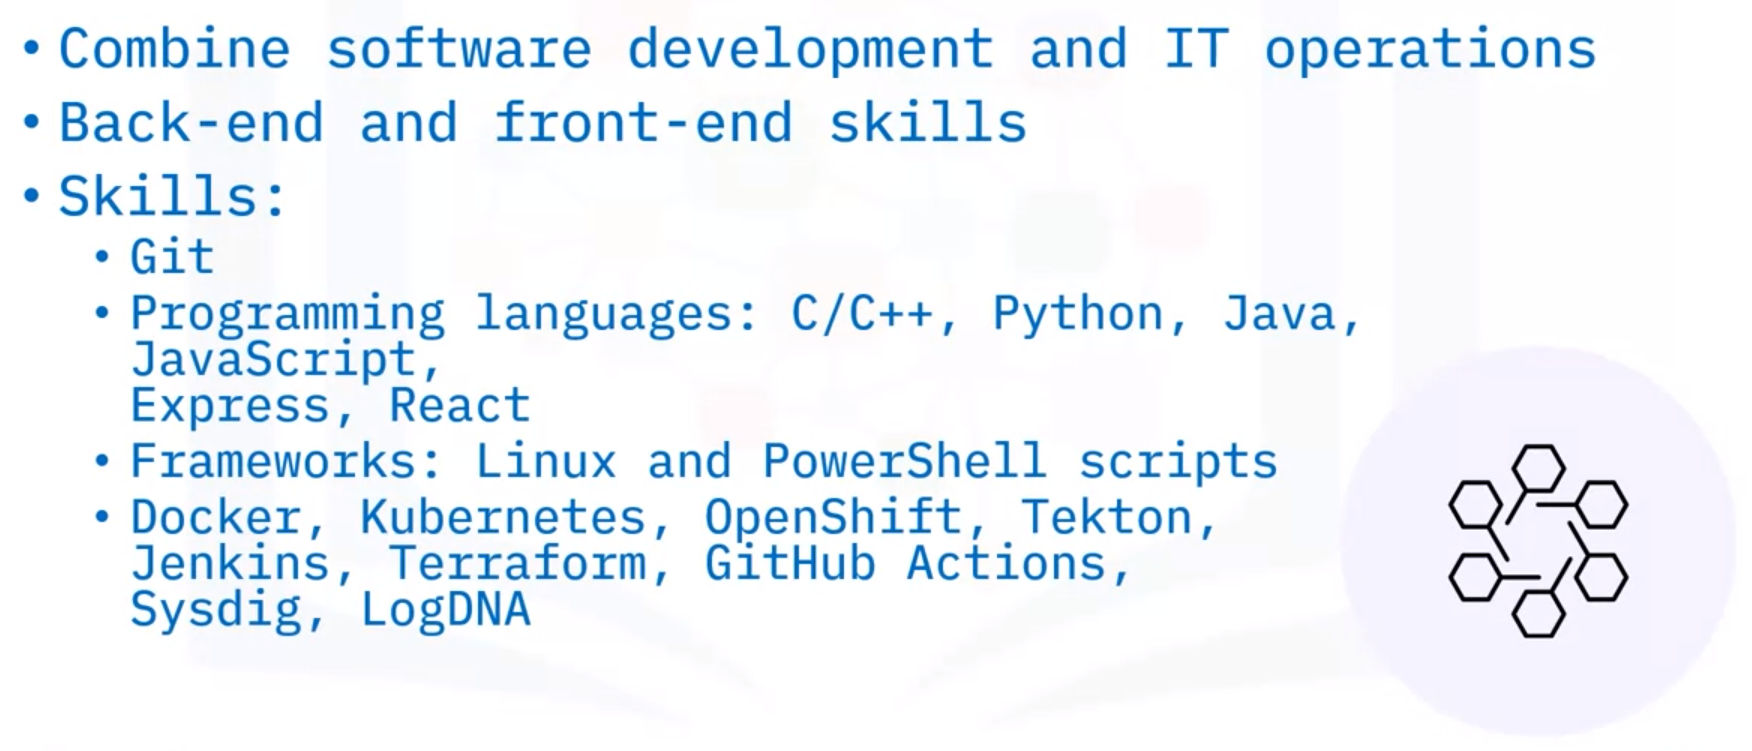 • Combine software development and IT operations
• Back-end and front-end skills
• Skills:
• Git
• Programming languages: C/C++, Python, Java,
JavaScript,
Express, React
• Frameworks: Linux and PowerShell scripts
• Docker, Kubernetes, OpenShift, Tekton,
Jenkins, Terraform, GitHub Actions,
Sysdig, LogDNA